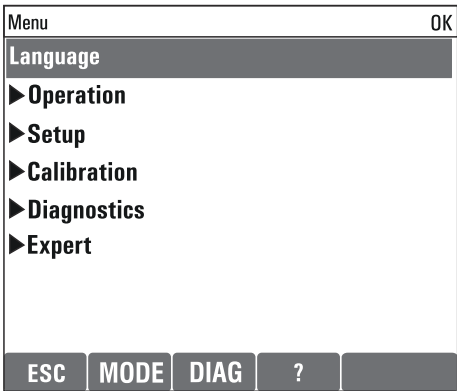 Menu OK
Language
▶Operation
▶Setup
▶Calibration
▶Diagnostics
▶Expert
ESC MODE DIAG ?